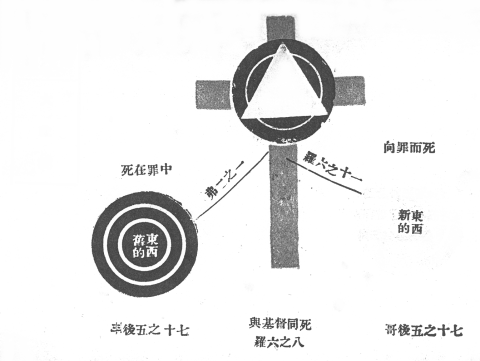 死在罪中
弗二之一
羅六之十一
向罪而死
舊的
東西
新的
東西
後五之十七
與基督同死
羅六之八
哥後五之十七